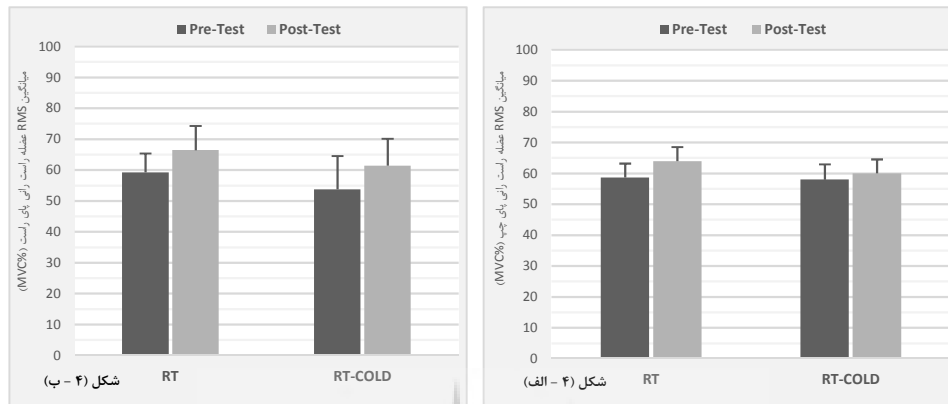 Pre-Test Post-Test
میانگین RMS عضله راست رانی پای راست (%MVC)
100
90
80
70
60
50
40
30
20
10
0
RT RT-COLD
شکل (۴ - ب)
Pre-Test Post-Test
میانگین RMS عضله راست رانی پای چپ (%MVC)
100
90
80
70
60
50
40
30
20
10
0
RT RT-COLD
شکل (۴ - الف)